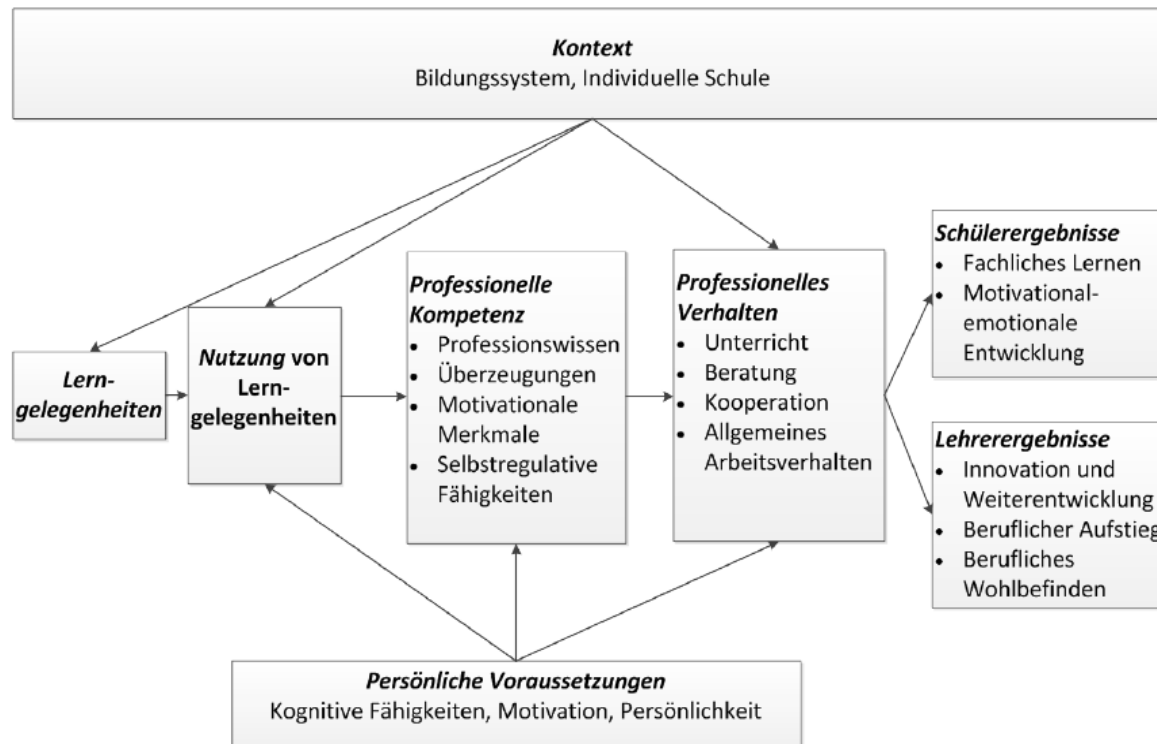 Kontext
Bildungssystem, Individuelle Schule
Lern-
gelegenheiten
Nutzung von
Lern-
gelegenheiten
Professionelle
Kompetenz
• Professionswissen
• Überzeugungen
• Motivationale
Merkmale
• Selbstregulative
Fähigkeiten
Professionelles
Verhalten
• Unterricht
• Beratung
• Kooperation
• Allgemeines
Arbeitsverhalten
Schülerergebnisse
• Fachliches Lernen
• Motivational-
emotionale
Entwicklung
Lehrerergebnisse
• Innovation und
Weiterentwicklung
• Beruflicher Aufstieg
• Berufliches
Wohlbefinden
Persönliche Voraussetzungen
Kognitive Fähigkeiten, Motivation, Persönlichkeit